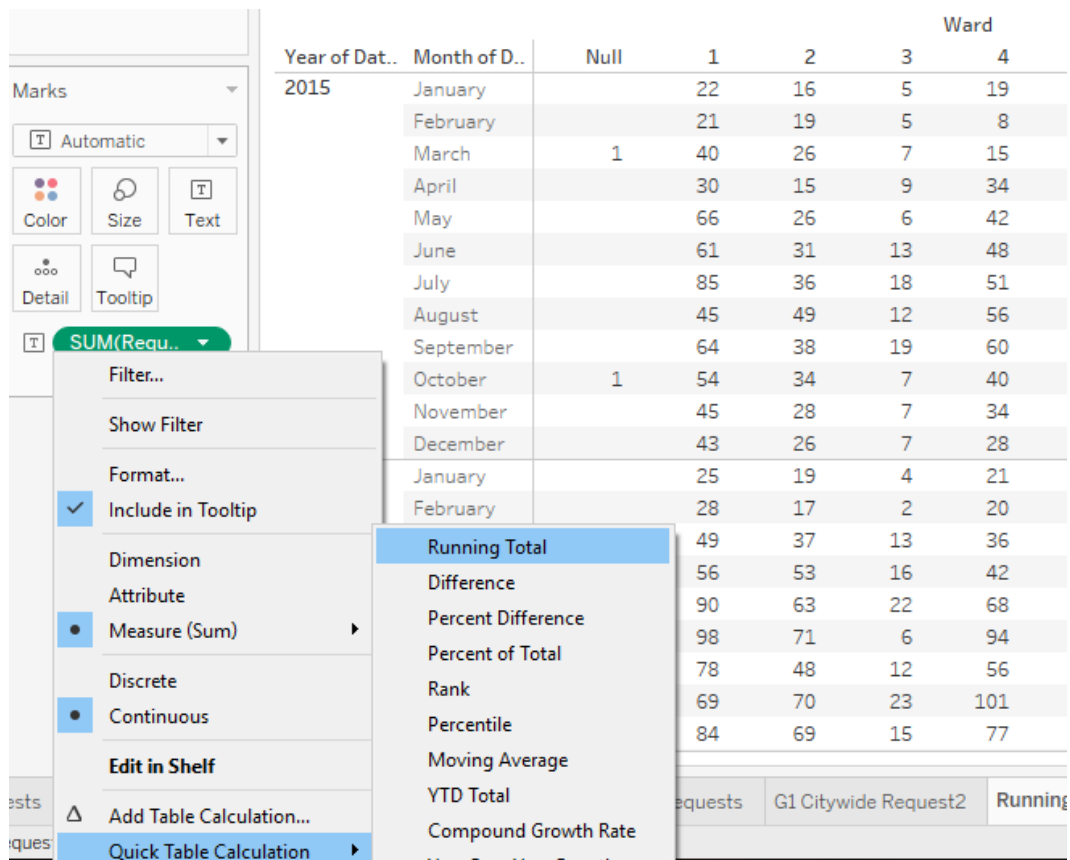 Ward
Year of Dat.. Month of D.. Null 1 2 3 4
Marks
2015 January 22 16 5 19
T Automatic
February 21 19 5 8
March 1 40 26 7 15
April 30 15 9 34
Color Size Text
May 66 26 6 42
June 61 31 13 48
July 85 36 18 51
Detail Tooltip
August 45 49 12 56
T SUM(Requ..
September 64 38 19 60
Filter...
October 1 54 34 7 40
Show Filter
November 45 28 7 34
December 43 26 7 28
Format...
January 25 19 4 21
Include in Tooltip
February 28 17 2 20
Running Total
49 37 13 36
Dimension
Difference
56 53 16 42
Attribute
Percent Difference
90 63 22 68
Measure (Sum)
98 71 6 94
Percent of Total
78 48 12 56
Discrete
Rank
69 70 23 101
Continuous
Percentile
84 69 15 77
Edit in Shelf
Moving Average
YTD Total
ests
equests G1 Citywide Request2 Running
Add Table Calculation...
Compound Growth Rate
eques
Quick Table Calculation